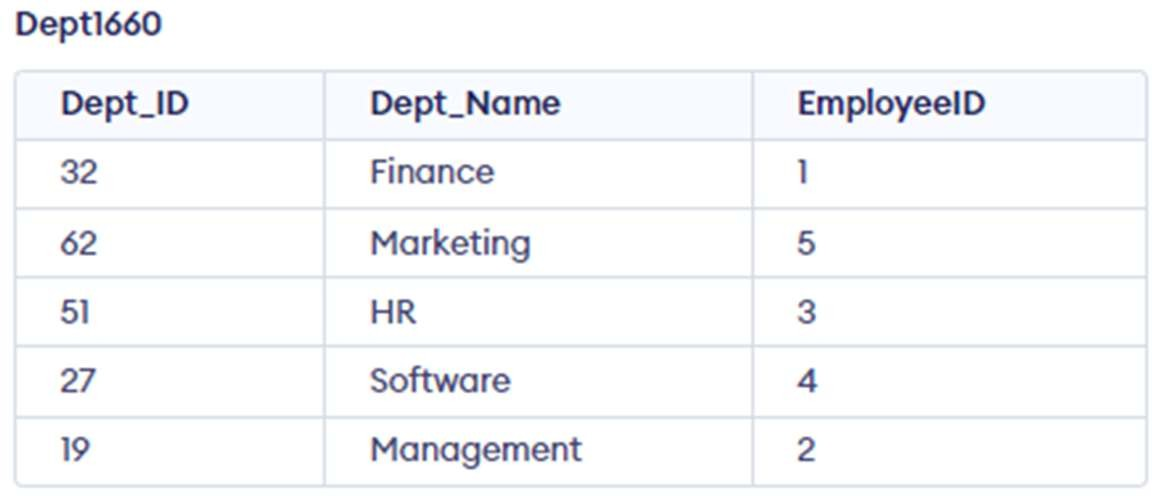 Dept1660
Dept_ID Dept_Name EmployeeID
32 Finance 1
62 Marketing 5
51 HR 3
27 Software 4
19 Management 2